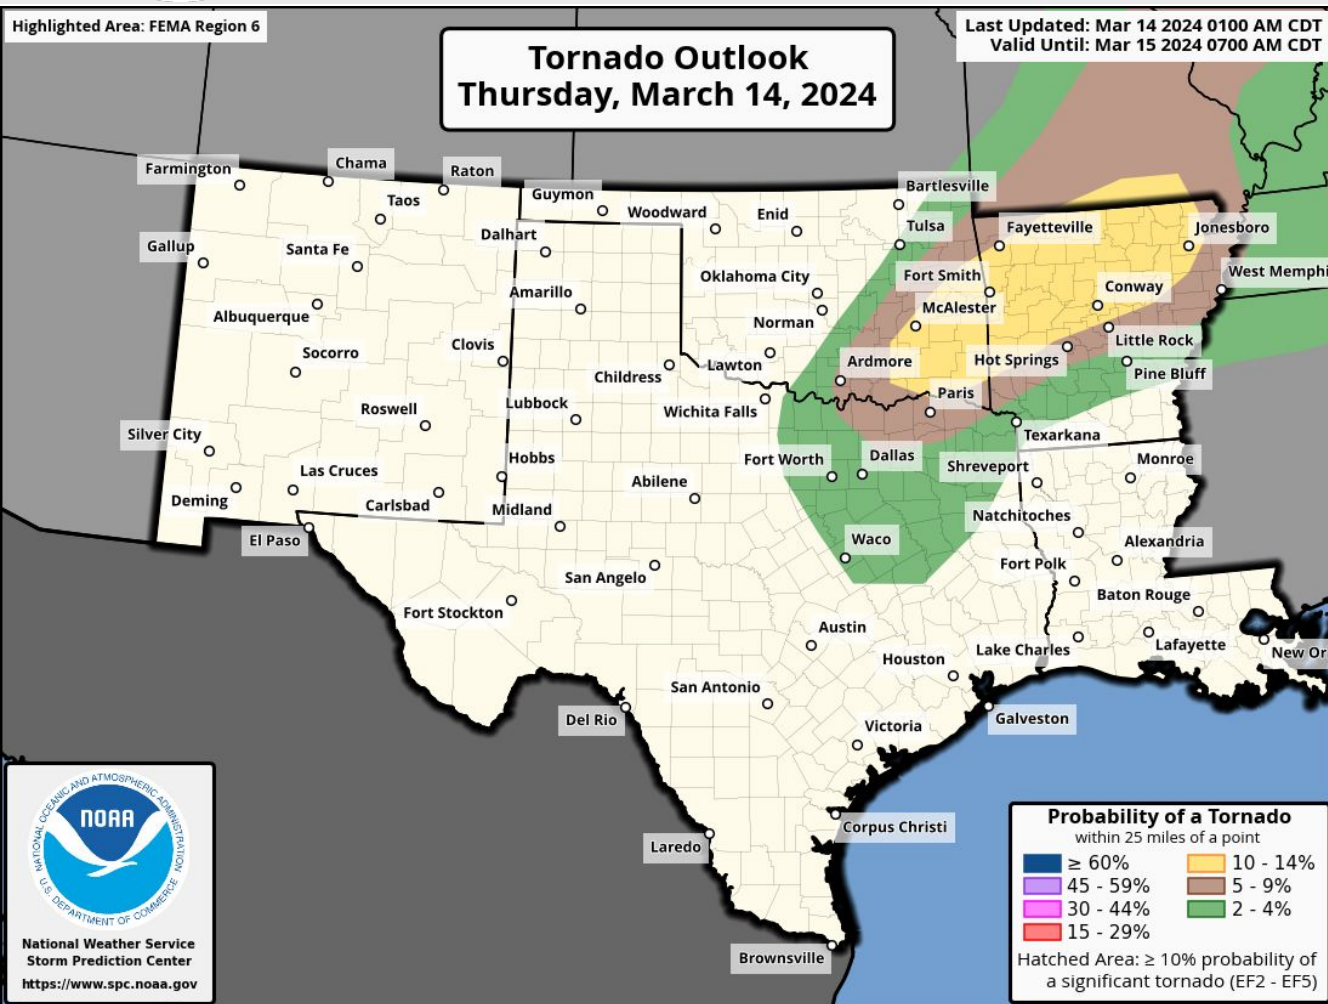 Highlighted Area: FEMA Region 6
Last Updated: Mar 14 2024 0100 AM CDT
Valid Until: Mar 15 2024 0700 AM CDT
Tornado Outlook
Thursday, March 14, 2024
Farmington
Chama
Raton
Taos
Guymon
Woodward
Enid
Bartlesville
Tulsa
Fayetteville
Jonesboro
Gallup
Santa Fe
Dalhart
Oklahoma City
Fort Smith
West Memphi
Amarillo
McAlester
Conway
Albuquerque
Norman
Socorro
Clovis
Lawton
Ardmore
Hot Springs
Little Rock
Childress
Pine Bluff
Roswell
Lubbock
Wichita Falls
Paris
Silver City
Texarkana
Las Cruces
Hobbs
Fort Worth
Dallas
Shreveport
Monroe
Deming
Carlsbad
Midland
Abilene
Natchitoches
El Paso
Waco
Alexandria
San Angelo
Fort Polk
Fort Stockton
Baton Rouge
Austin
Lake Charles
Lafayette
New Or
Houston
San Antonio
Del Rio
Galveston
Victoria
Corpus Christi
Laredo
Brownsville
NATIONAL OCEANIC AND ATMOSPHERIC ADMINISTRATION
NOAA
U.S. DEPARTMENT OF COMMERCE
National Weather Service
Storm Prediction Center
https://www.spc.noaa.gov
Probability of a Tornado
within 25 miles of a point
≥ 60% 10 - 14%
45 - 59% 5 - 9%
30 - 44% 2 - 4%
15 - 29%
Hatched Area: ≥ 10% probability of
a significant tornado (EF2 - EF5)